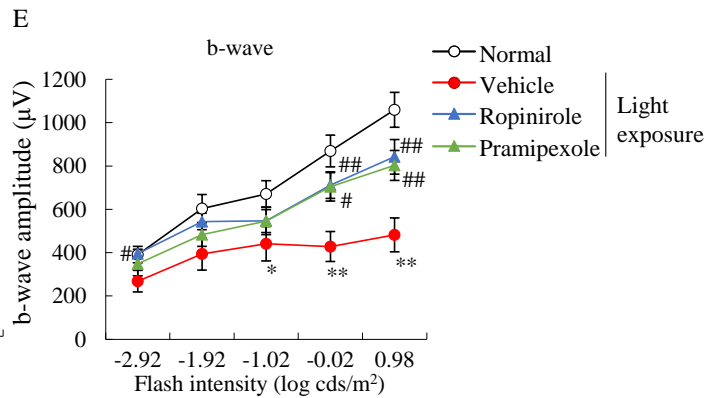 E
b-wave
Normal
Vehicle
Ropinirole
Pramipexole
Light
exposure
b-wave amplitude (μV)
1200
1000
800
600
400
200
0
#
##
#
##
##
*
**
**
-2.92 -1.92 -1.02 -0.02 0.98
Flash intensity (log cds/m²)